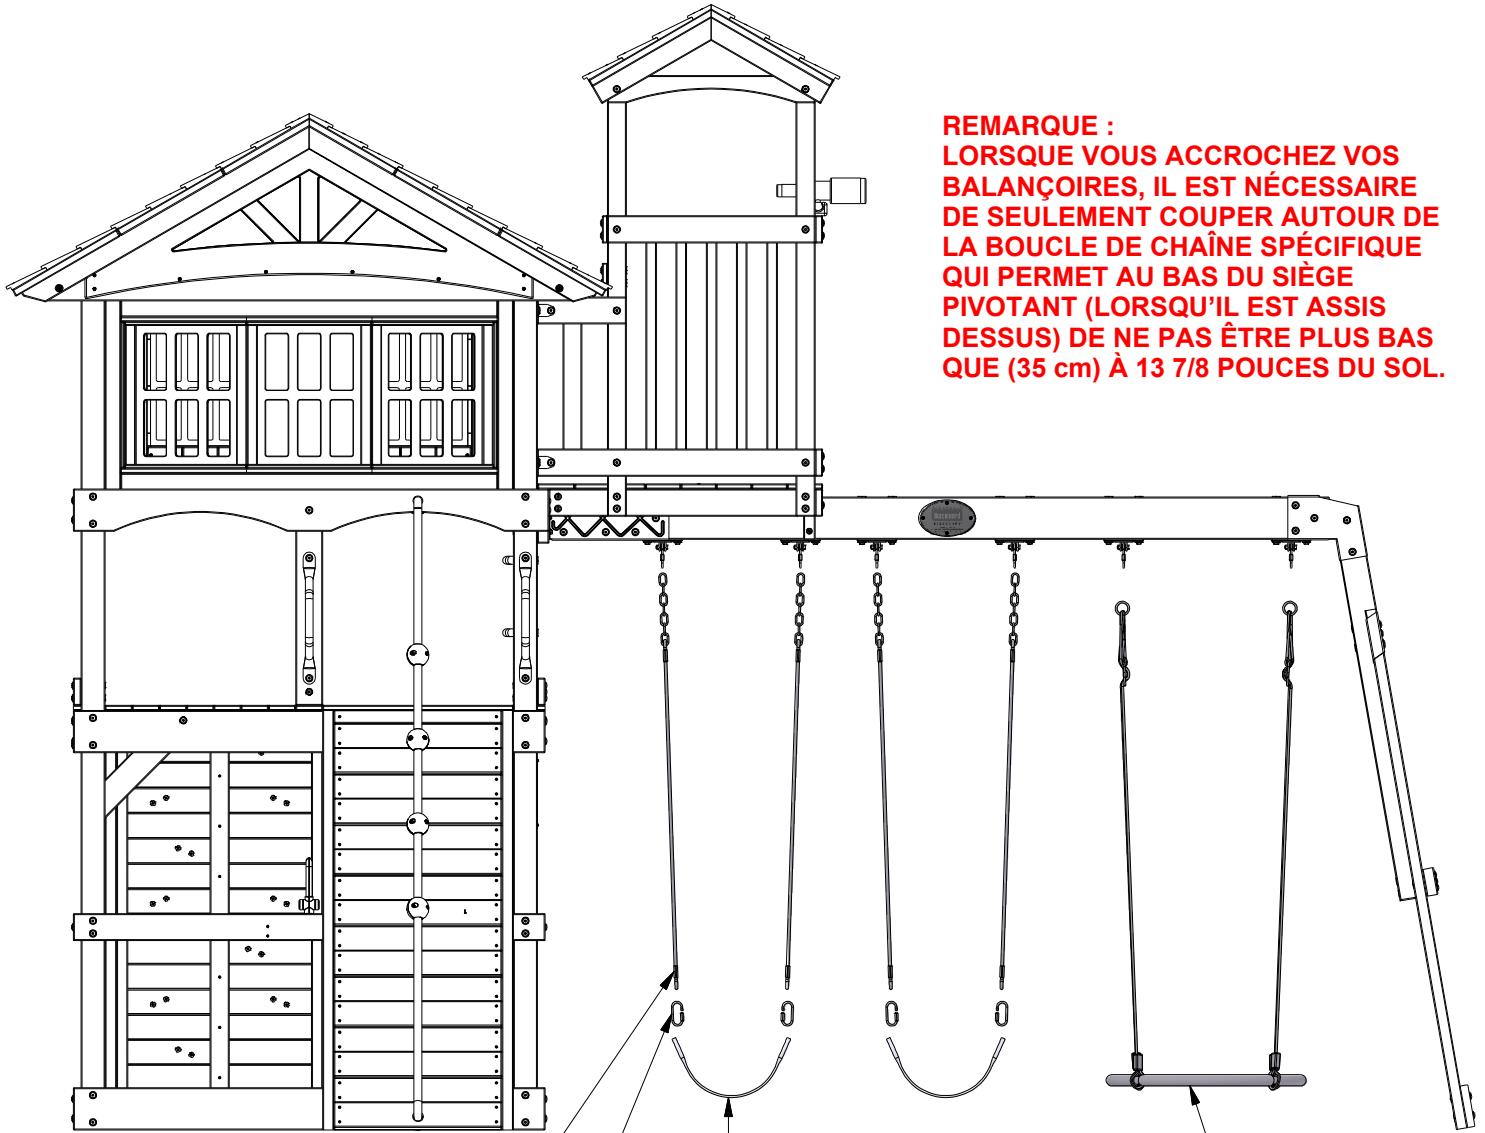 REMARQUE :
LORSQUE VOUS ACCROCHEZ VOS
BALANÇOIRES, IL EST NÉCESSAIRE
DE SEULEMENT COUPER AUTOUR DE
LA BOUCLE DE CHAÎNE SPÉCIFIQUE
QUI PERMET AU BAS DU SIÈGE
PIVOTANT (LORSQU’IL EST ASSIS
DESSUS) DE NE PAS ÊTRE PLUS BAS
QUE (35 cm) À 13 7/8 POUCES DU SOL.